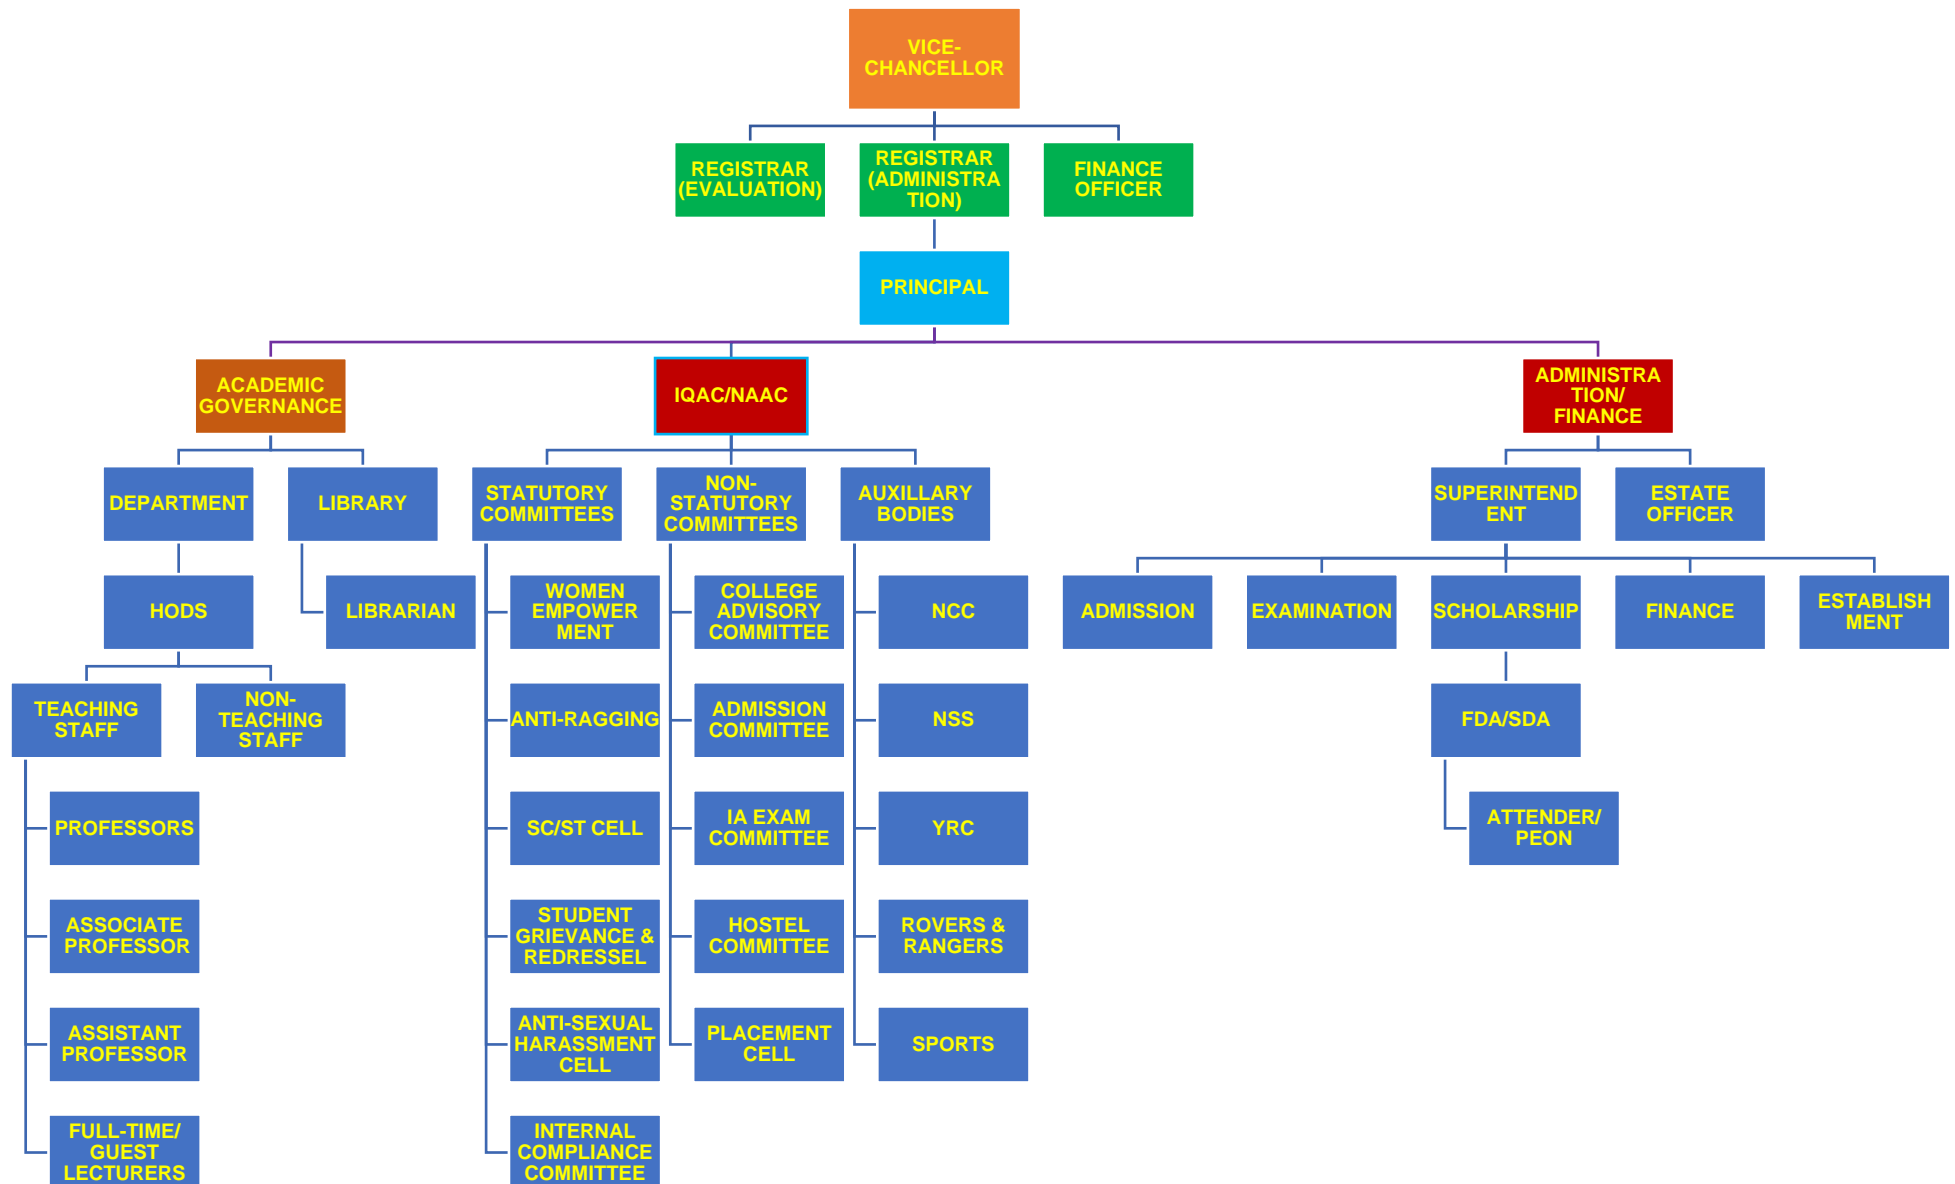 VICE-
CHANCELLOR
REGISTRAR
(EVALUATION)
REGISTRAR
(ADMINISTRA
TION)
FINANCE
OFFICER
PRINCIPAL
ACADEMIC
GOVERNANCE
IQAC/NAAC
ADMINISTRA
TION/
FINANCE
DEPARTMENT
LIBRARY
STATUTORY
COMMITTEES
NON-
STATUTORY
COMMITTEES
AUXILLARY
BODIES
SUPERINTEND
ENT
ESTATE
OFFICER
HODS
LIBRARIAN
WOMEN
EMPOWER
MENT
COLLEGE
ADVISORY
COMMITTEE
NCC
ADMISSION
EXAMINATION
SCHOLARSHIP
FINANCE
ESTABLISH
MENT
TEACHING
STAFF
NON-
TEACHING
STAFF
ANTI-RAGGING
ADMISSION
COMMITTEE
NSS
FDA/SDA
PROFESSORS
SC/ST CELL
IA EXAM
COMMITTEE
YRC
ATTENDER/
PEON
ASSOCIATE
PROFESSOR
STUDENT
GRIEVANCE &
REDRESSEL
HOSTEL
COMMITTEE
ROVERS &
RANGERS
ASSISTANT
PROFESSOR
ANTI-SEXUAL
HARASSMENT
CELL
PLACEMENT
CELL
SPORTS
FULL-TIME/
GUEST
LECTURERS
INTERNAL
COMPLIANCE
COMMITTEE